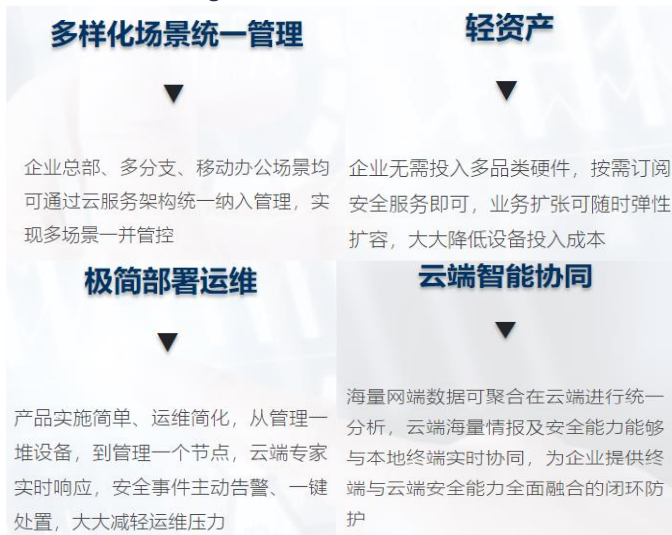 多样化场景统一管理
▼
企业总部、多分支、移动办公场景均
可通过云服务架构统一纳入管理，实
现多场景一并管控
轻资产
▼
企业无需投入多品类硬件，按需订阅
安全服务即可，业务扩张可随时弹性
扩容，大大降低设备投入成本
极简部署运维
▼
产品实施简单、运维简化，从管理一
堆设备，到管理一个节点，云端专家
实时响应，安全事件主动告警、一键
处置，大大减轻运维压力
云端智能协同
▼
海量网端数据可聚合在云端进行统一
分析，云端海量情报及安全能力能够
与本地终端实时协同，为企业提供终
端与云端安全能力全面融合的闭环防
护